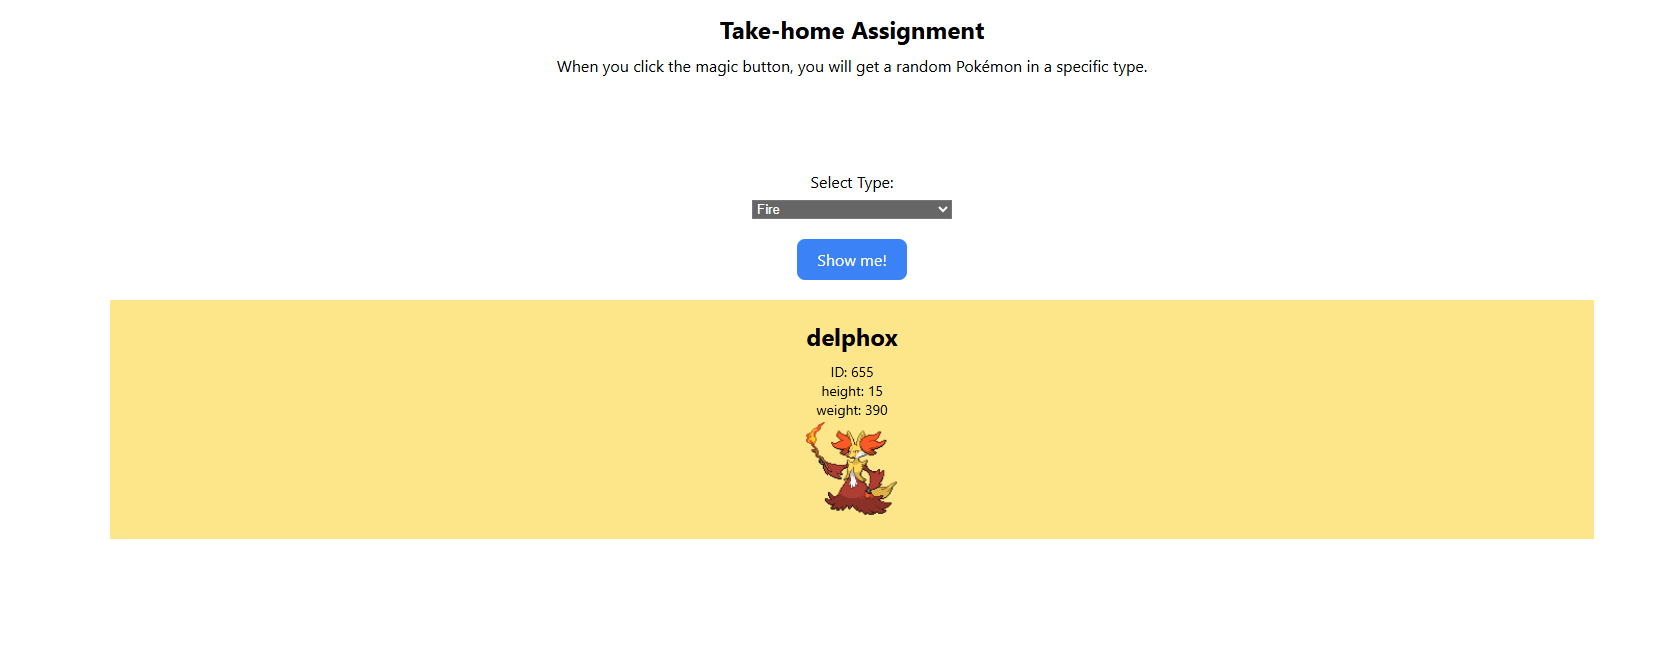 Take-home Assignment
When you click the magic button, you will get a random Pokémon in a specific type.
Select Type:
Fire
Show me!
delphox
ID: 655
height: 15
weight: 390